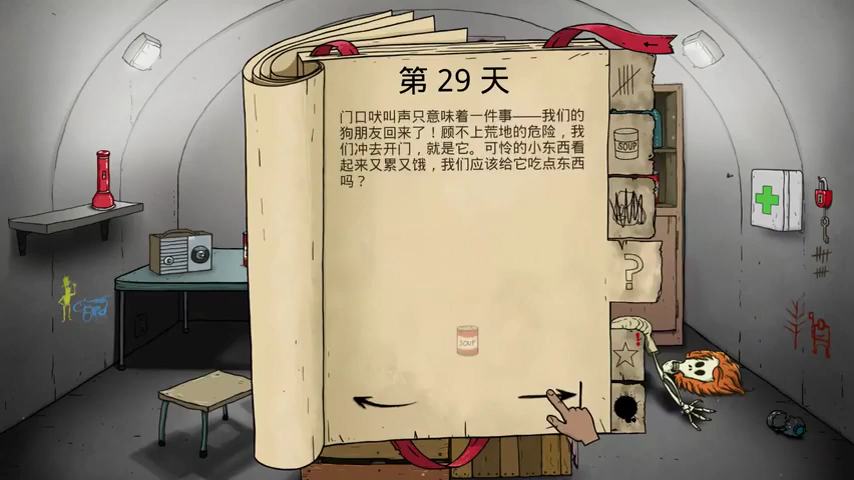 第 29 天
门口吠叫声只意味着一件事——我们的
狗朋友回来了！顾不上荒地的危险，我
们冲去开门，就是它。可怜的小东西看
起来又累又饿，我们应该给它吃点东西
吗？
SOUP
?
SOUP